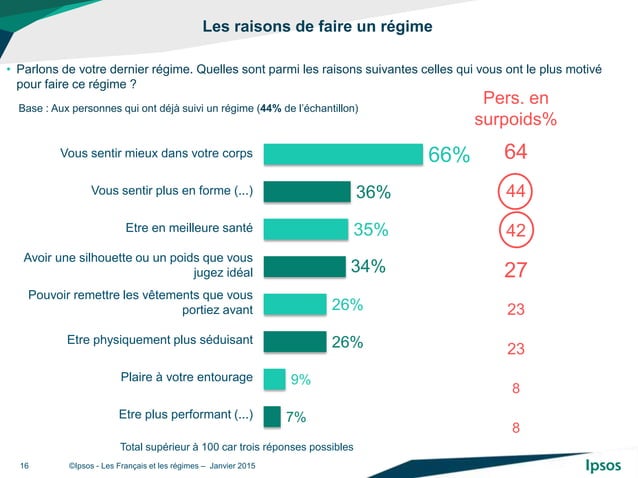 Les raisons de faire un régime
• Parlons de votre dernier régime. Quelles sont parmi les raisons suivantes celles qui vous ont le plus motivé
pour faire ce régime ?
Base : Aux personnes qui ont déjà suivi un régime (44% de l'échantillon)
Pers. en
surpoids%
Vous sentir mieux dans votre corps 66% 64
Vous sentir plus en forme (...) 36% 44
Etre en meilleure santé 35% 42
Avoir une silhouette ou un poids que vous
jugez idéal 34% 27
Pouvoir remettre les vêtements que vous
portiez avant 26% 23
Etre physiquement plus séduisant 26% 23
Plaire à votre entourage 9% 8
Etre plus performant (...) 7% 8
Total supérieur à 100 car trois réponses possibles
16 ©Ipsos - Les Français et les régimes – Janvier 2015
Ipsos